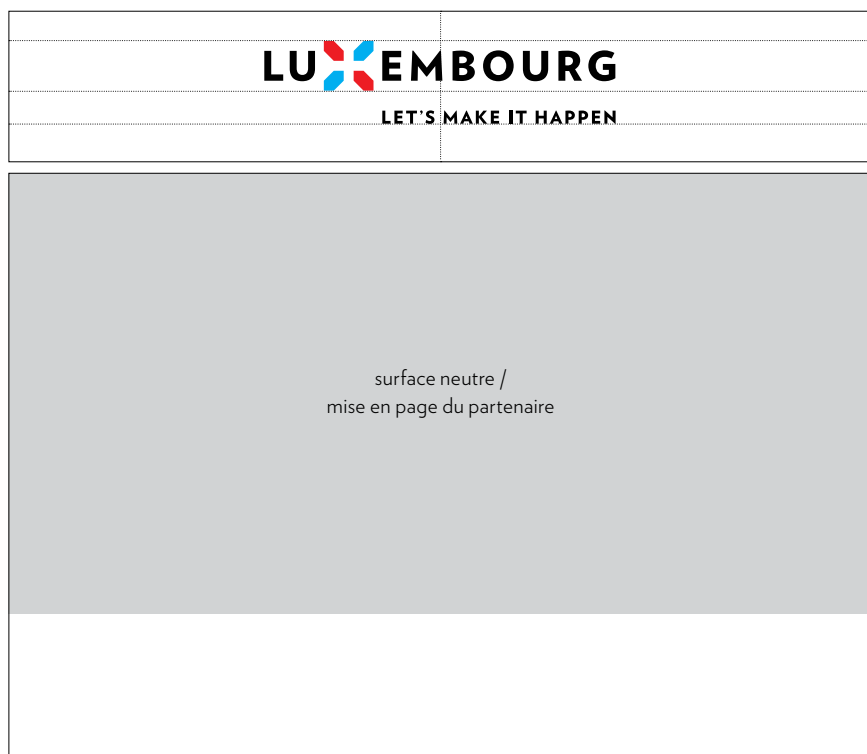 LUXEMBOURG
LET'S MAKE IT HAPPEN
surface neutre /
mise en page du partenaire